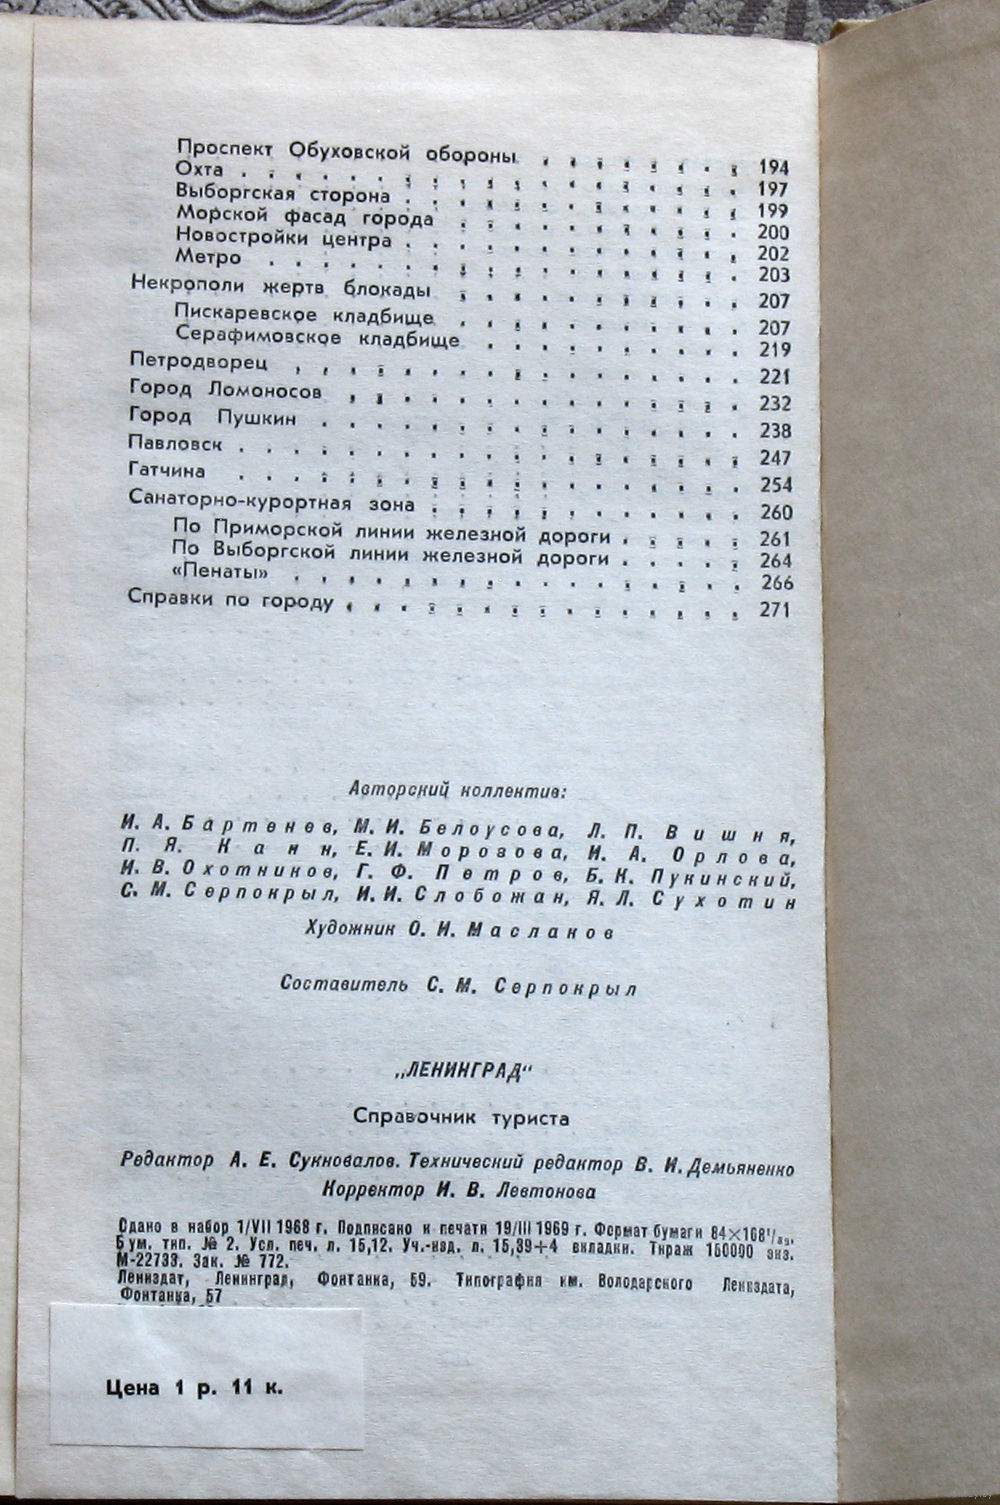 Проспект Обуховской обороны . . . . . . . . 194
Охта . . . . . . . . . . . . . . . . . . . 197
Выборгская сторона . . . . . . . . . . . . . 199
Морской фасад города . . . . . . . . . . . 200
Новостройки центра . . . . . . . . . . . . . 202
Метро . . . . . . . . . . . . . . . . . . 203
Некрополи жертв блокады . . . . . . . . . . . 207
Пискаревское кладбище . . . . . . . . . . . 207
Серафимовское кладбище . . . . . . . . . . 219
Петродворец . . . . . . . . . . . . . . . . . 221
Город Ломоносов . . . . . . . . . . . . . . . 232
Город Пушкин . . . . . . . . . . . . . . . . 238
Павловск . . . . . . . . . . . . . . . . . . . 247
Гатчина . . . . . . . . . . . . . . . . . . . 254
Санаторно-курортная зона . . . . . . . . . . . . 260
По Приморской линии железной дороги . . . . . 261
По Выборгской линии железной дороги . . . . . 264
«Пенаты» . . . . . . . . . . . . . . . . . 266
Справки по городу . . . . . . . . . . . . . . . 271
Авторский коллектив:
И. А. Бартенев, М. И. Белоусова, Л. П. Вишня,
П. Я. Канн, Е. И. Морозова, И. А. Орлова,
И. В. Охотников, Г. Ф. Петров, Б. К. Пукинский,
С. М. Серпокрыл, И. И. Слобожан, Я. Л. Сухотин
Художник О. И. Маслаков
Составитель С. М. Серпокрыл
„ЛЕНИНГРАД“
Справочник туриста
Редактор А. Е. Сукновалов. Технический редактор В. И. Демьяненко
Корректор И. В. Левтонова
Сдано в набор 1/VII 1968 г. Подписано к печати 19/III 1969 г. Формат бумаги 84×108¹/₃₂.
Бум. тип. № 2. Усл. печ. л. 15,12. Уч.-изд. л. 15,39+4 вкладки. Тираж 150000 экз.
М-22733. Зак. № 772.
Лениздат, Ленинград, Фонтанка, 59. Типография им. Володарского Лениздата,
Фонтанка, 57
Цена 1 р. 11 к.